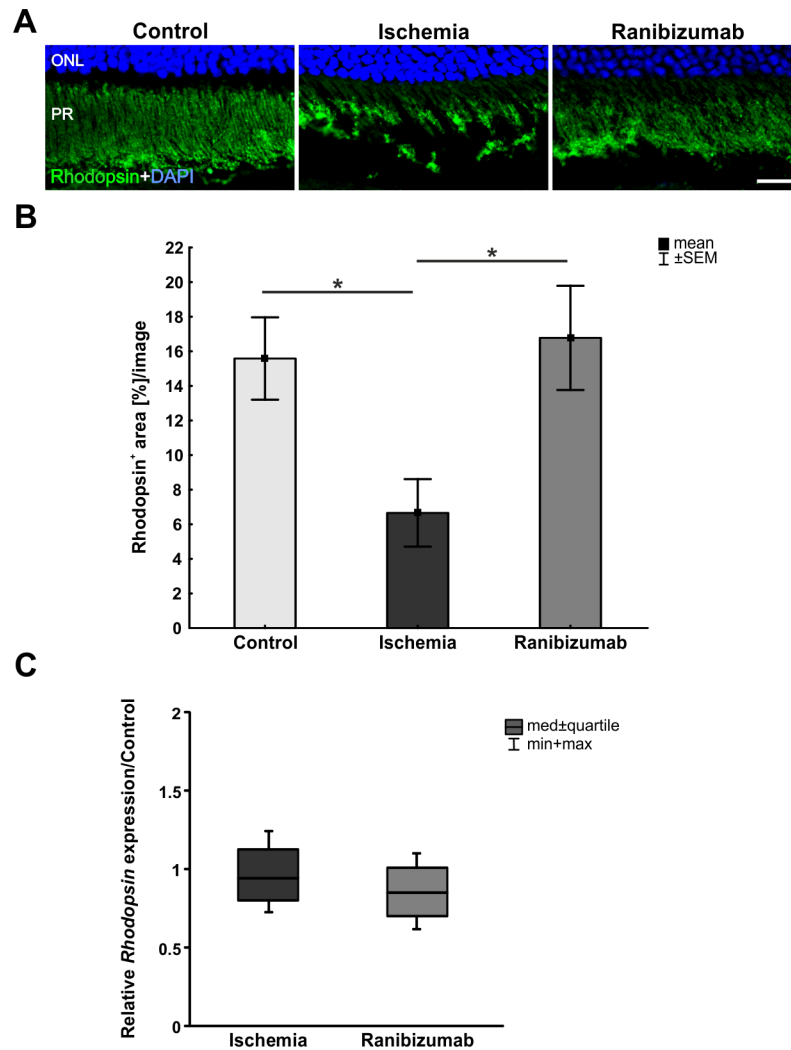 A
Control Ischemia Ranibizumab
ONL
PR
Rhodopsin+DAPI
B
22
20
18
16
14
12
10
8
6
4
2
0
Rhodopsin⁺ area [%]/image
*
*
mean
±SEM
Control Ischemia Ranibizumab
C
2
1.5
1
0.5
0
Relative Rhodopsin expression/Control
med±quartile
min+max
Ischemia Ranibizumab